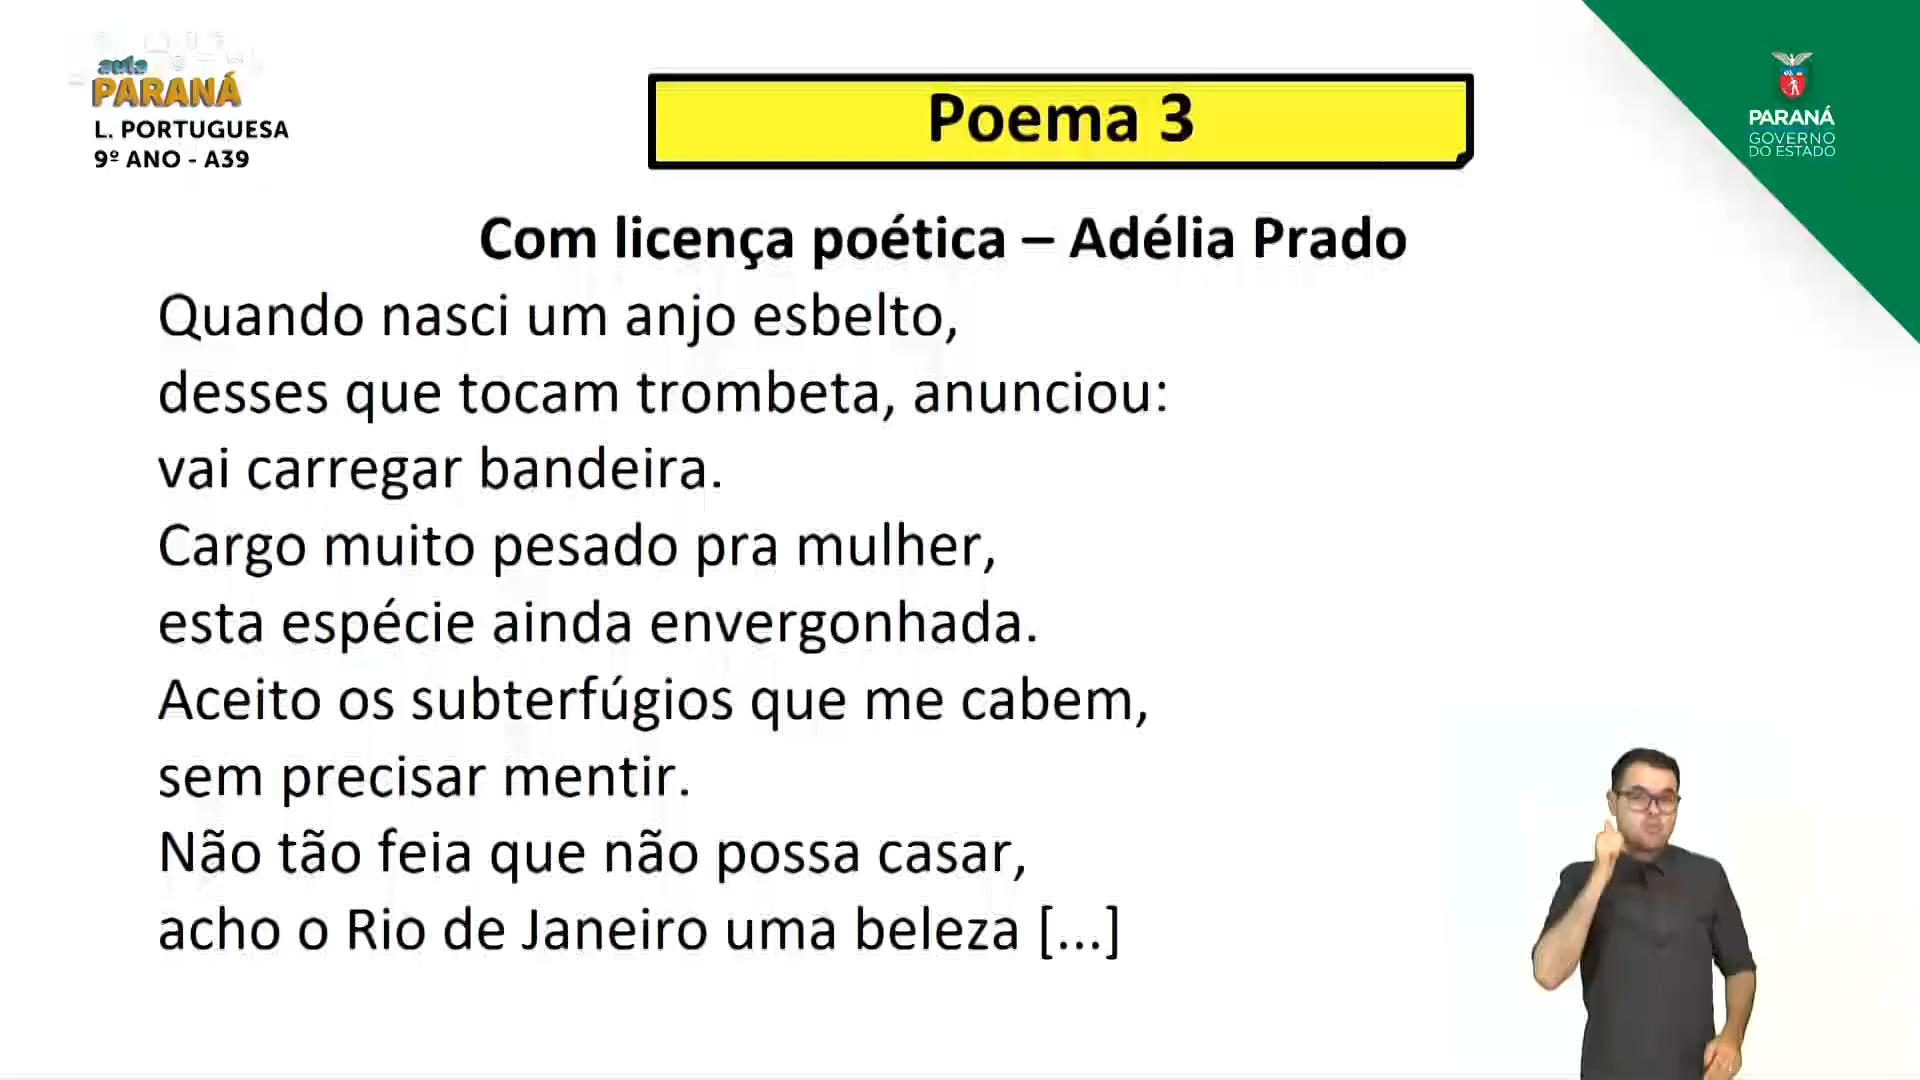 aula
PARANÁ
L. PORTUGUESA
9º ANO - A39
Poema 3
PARANÁ
GOVERNO
DO ESTADO
Com licença poética – Adélia Prado
Quando nasci um anjo esbelto,
desses que tocam trombeta, anunciou:
vai carregar bandeira.
Cargo muito pesado pra mulher,
esta espécie ainda envergonhada.
Aceito os subterfúgios que me cabem,
sem precisar mentir.
Não tão feia que não possa casar,
acho o Rio de Janeiro uma beleza [...]